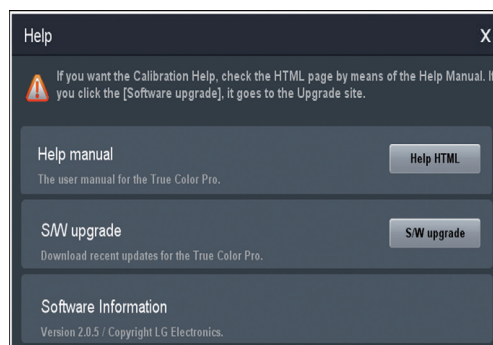 Help X
If you want the Calibration Help, check the HTML page by means of the Help Manual. If
you click the [Software upgrade], it goes to the Upgrade site.
Help manual
Help HTML
The user manual for the True Color Pro.
S/W upgrade
S/W upgrade
Download recent updates for the True Color Pro.
Software Information
Version 2.0.5 / Copyright LG Electronics.